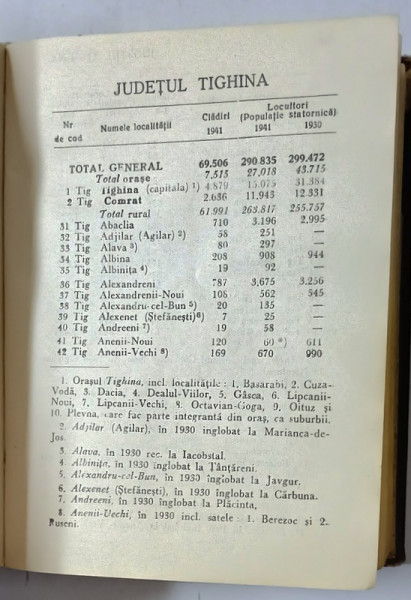 JUDEȚUL TIGHINA
Nr de cod Numele localității Clădiri 1941 Locuitori (Populație statornică) 1941 1930
TOTAL GENERAL 69.506 290.835 299.472
Total orașe 7.515 27.018 43.715
1 Tig Tighina (capitala) ¹) 4.879 15.075 31.384
2 Tig Comrat 2.636 11.943 12.331
Total rural 61.991 263.817 255.757
31 Tig Abaclia 710 3.196 2.995
32 Tig Adjilar (Agilar) ²) 58 251 —
33 Tig Alava ³) 80 297 —
34 Tig Albina 208 908 944
35 Tig Albinița ⁴) 19 92 —
36 Tig Alexandreni 787 3,675 3.256
37 Tig Alexandrenii-Noui 108 562 545
38 Tig Alexandru-cel-Bun ⁵) 20 135 —
39 Tig Alexenet (Ștefănești)⁶) 7 25 —
40 Tig Andreeni ⁷) 19 58 —
41 Tig Anenii-Noui 120 60 *) 611
42 Tig Anenii-Vechi ⁸) 169 670 990
1. Orașul Tighina, incl. localitățile: 1. Basarabi, 2. Cuza-
Vodă, 3. Dacia, 4. Dealul-Viilor, 5. Gâsca, 6. Lipcanii-
Noui, 7. Lipcanii-Vechi, 8. Octavian-Goga, 9. Oituz și
10. Plevna, care fac parte integrantă din oraș, ca suburbii.
2. Adjilar (Agilar), în 1930 înglobat la Marianca-de-
Jos.
3. Alava, în 1930 rec. la Iacobstal.
4. Albinița, în 1930 înglobat la Țânțăreni.
5. Alexandru-cel-Bun, în 1930 înglobat la Javgur.
6. Alexenet (Ștefănești), în 1930 înglobat la Cărbuna.
7. Andreeni, în 1930 înglobat la Plăcinta,
8. Anenii-Vechi, în 1930 incl. satele: 1. Berezoc și 2.
Ruseni.